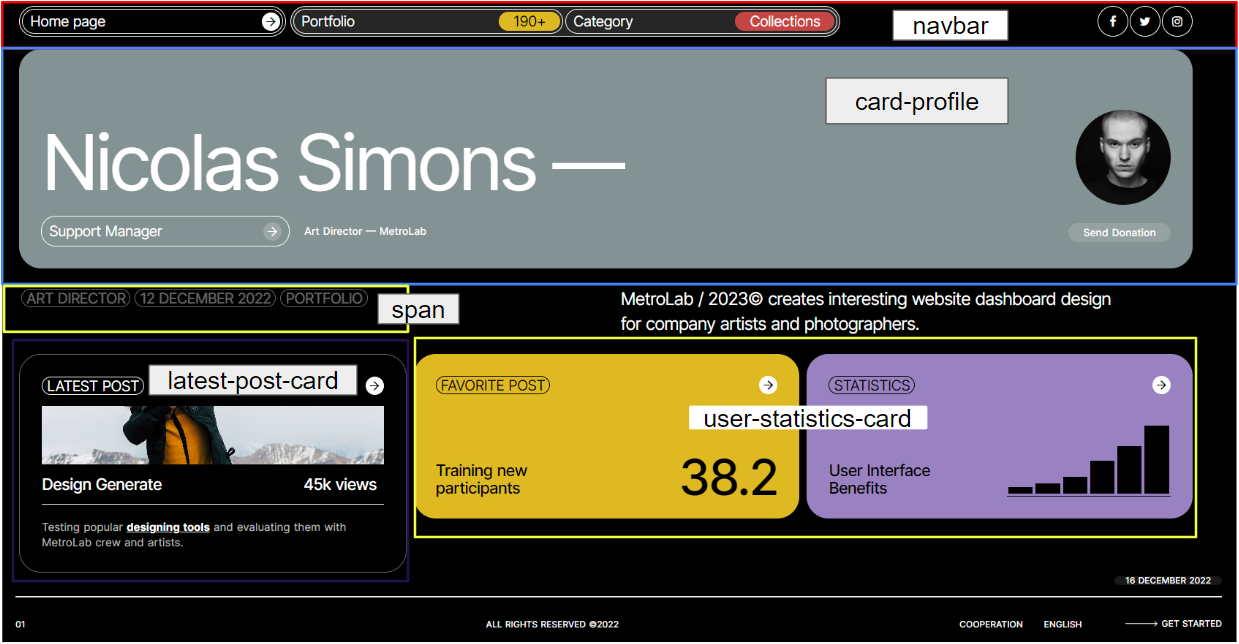 Home page
Portfolio 190+ Category Collections
navbar
card-profile
Nicolas Simons —
Support Manager
Art Director — MetroLab
Send Donation
ART DIRECTOR 12 DECEMBER 2022 PORTFOLIO
span
MetroLab / 2023© creates interesting website dashboard design
for company artists and photographers.
LATEST POST
latest-post-card
Design Generate 45k views
Testing popular designing tools and evaluating them with
MetroLab crew and artists.
FAVORITE POST
user-statistics-card
Training new
participants
38.2
STATISTICS
User Interface
Benefits
16 DECEMBER 2022
01
ALL RIGHTS RESERVED ©2022
COOPERATION ENGLISH GET STARTED